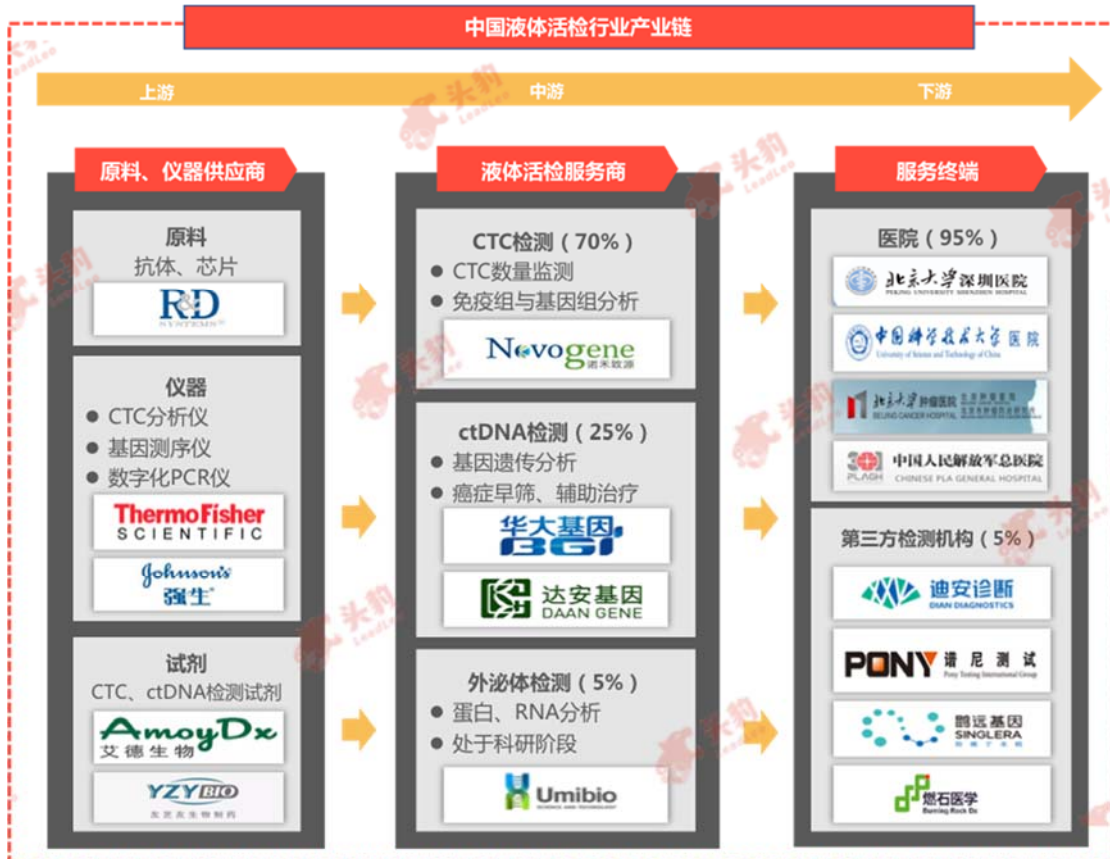 中国液体活检行业产业链
上游
中游
下游
原料、仪器供应商
原料
抗体、芯片
R&D
SYSTEMS
仪器
● CTC分析仪
● 基因测序仪
● 数字化PCR仪
ThermoFisher
SCIENTIFIC
Johnson's
强生
试剂
CTC、ctDNA检测试剂
AmoyDx
艾德生物
YZYBIO
友芝友生物制药
液体活检服务商
CTC检测（70%）
● CTC数量监测
● 免疫组与基因组分析
Novogene
诺禾致源
ctDNA检测（25%）
● 基因遗传分析
● 癌症早筛、辅助治疗
华大基因
BGI
达安基因
DAAN GENE
外泌体检测（5%）
● 蛋白、RNA分析
● 处于科研阶段
Umibio
SCIENCE AND TECHNOLOGY
服务终端
医院（95%）
北京大学深圳医院
PEKING UNIVERSITY SHENZHEN HOSPITAL
中国科学技术大学 医院
University of Science and Technology of China
北京大学肿瘤医院
BEIJING CANCER HOSPITAL
301
PLAGH
中国人民解放军总医院
CHINESE PLA GENERAL HOSPITAL
第三方检测机构（5%）
迪安诊断
DIAN DIAGNOSTICS
PONY 谱尼测试
Pony Testing International Group
鹍远基因
SINGLERA
燃石医学
Burning Rock Dx
头豹
LeadLeo